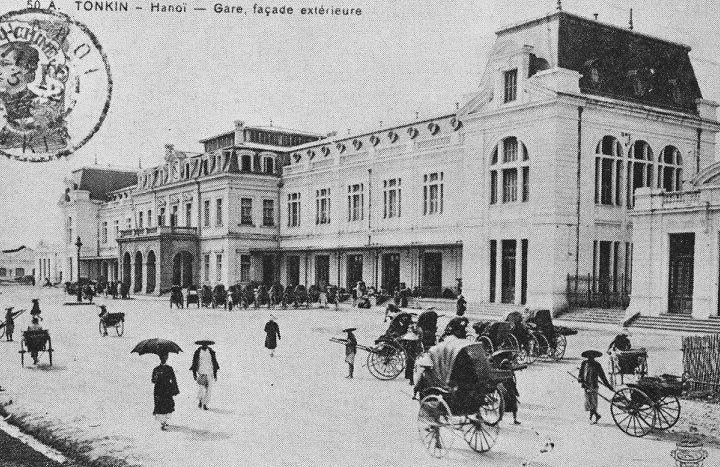 50 A. TONKIN - Hanoï — Gare, façade extérieure